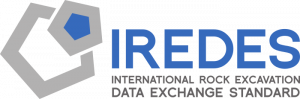 IREDES
INTERNATIONAL ROCK EXCAVATION
DATA EXCHANGE STANDARD